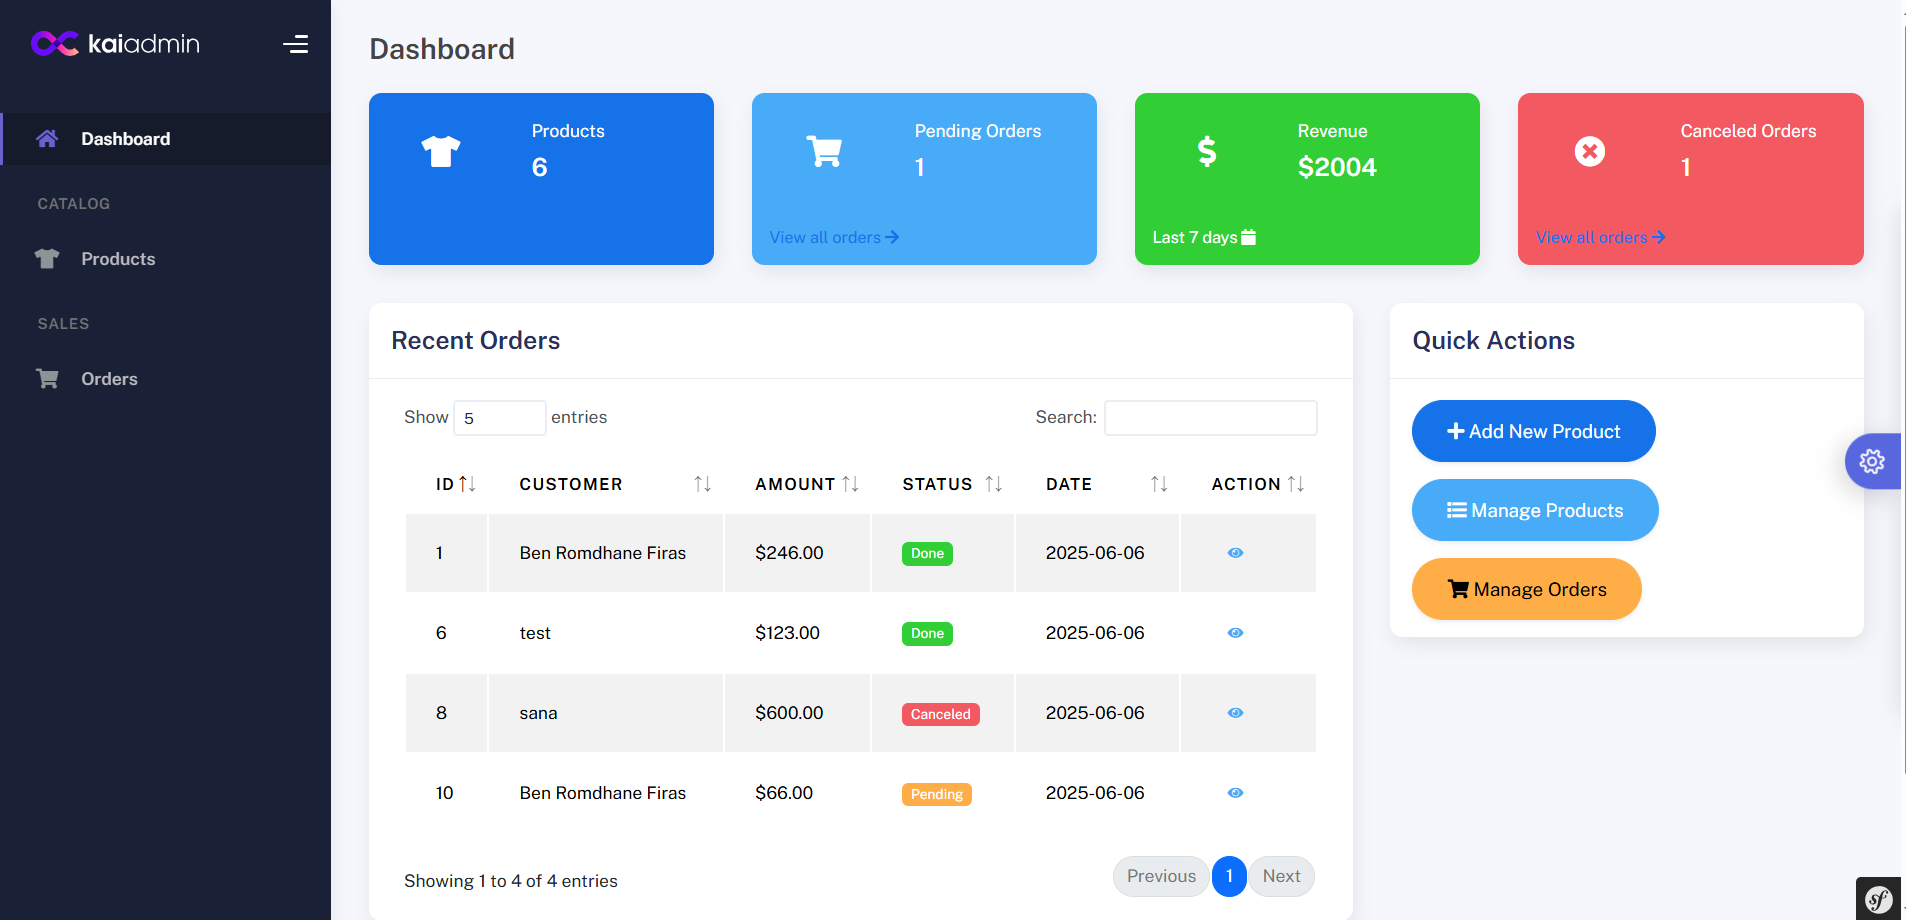 kaiadmin
Dashboard
CATALOG
Products
SALES
Orders
Dashboard
Products
6
Pending Orders
1
View all orders
Revenue
$2004
Last 7 days
Canceled Orders
1
View all orders
Recent Orders
Show 5 entries
Search:
ID CUSTOMER AMOUNT STATUS DATE ACTION
1 Ben Romdhane Firas $246.00 Done 2025-06-06
6 test $123.00 Done 2025-06-06
8 sana $600.00 Canceled 2025-06-06
10 Ben Romdhane Firas $66.00 Pending 2025-06-06
Showing 1 to 4 of 4 entries
Previous 1 Next
Quick Actions
Add New Product
Manage Products
Manage Orders
sf